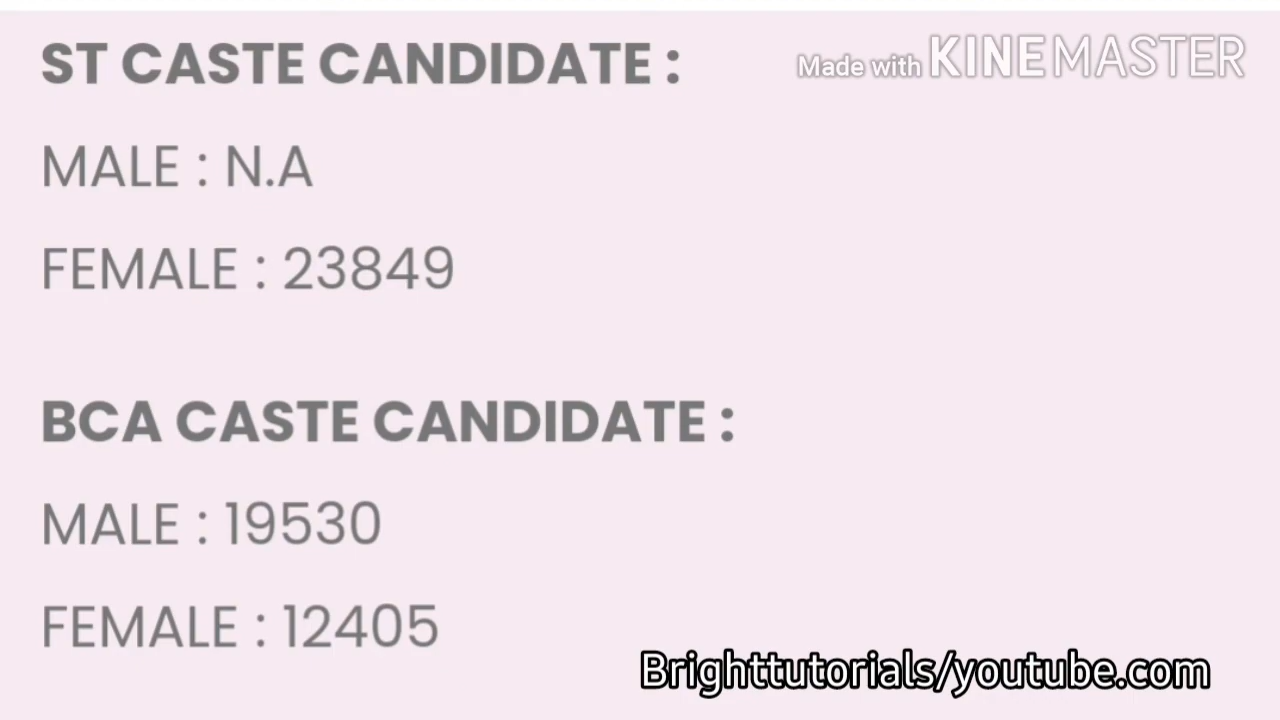 ST CASTE CANDIDATE :
Made with KINEMASTER
MALE : N.A
FEMALE : 23849
BCA CASTE CANDIDATE :
MALE : 19530
FEMALE : 12405
Brighttutorials/youtube.com